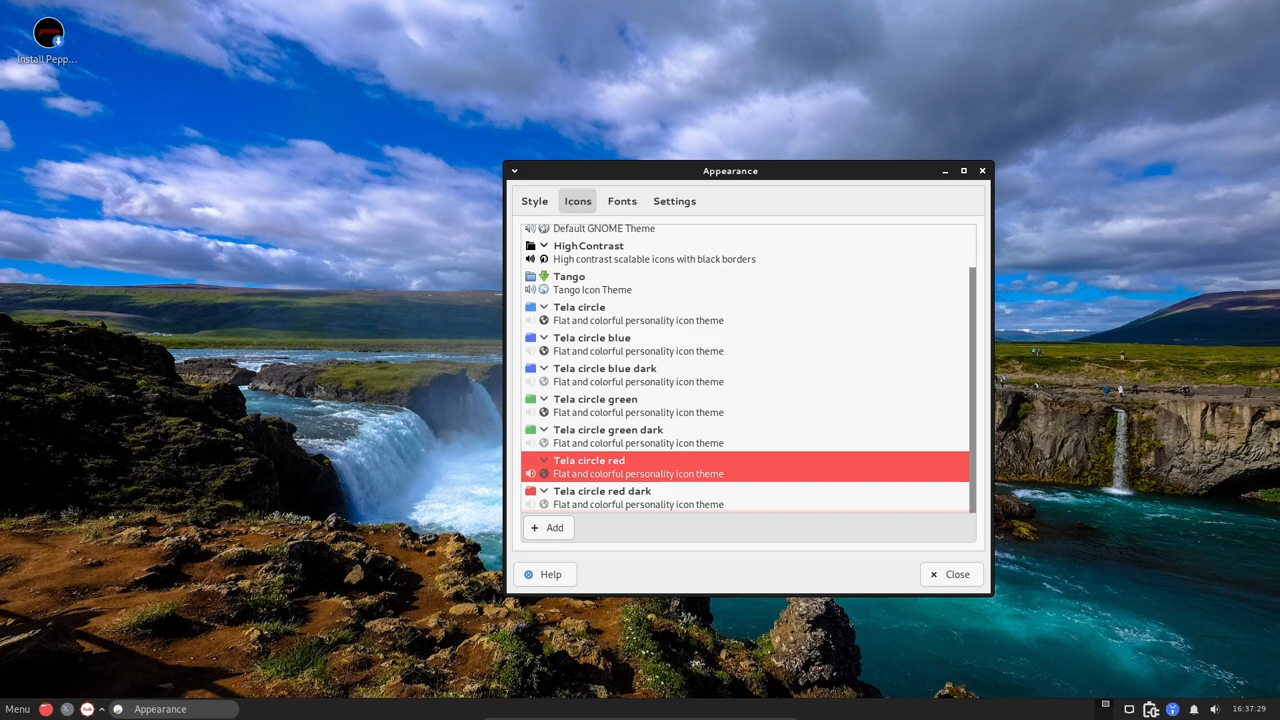 Install Pepp...
Appearance
Style Icons Fonts Settings
Default GNOME Theme
HighContrast
High contrast scalable icons with black borders
Tango
Tango Icon Theme
Tela circle
Flat and colorful personality icon theme
Tela circle blue
Flat and colorful personality icon theme
Tela circle blue dark
Flat and colorful personality icon theme
Tela circle green
Flat and colorful personality icon theme
Tela circle green dark
Flat and colorful personality icon theme
Tela circle red
Flat and colorful personality icon theme
Tela circle red dark
Flat and colorful personality icon theme
Add
Help Close
Menu Appearance 16:37:29